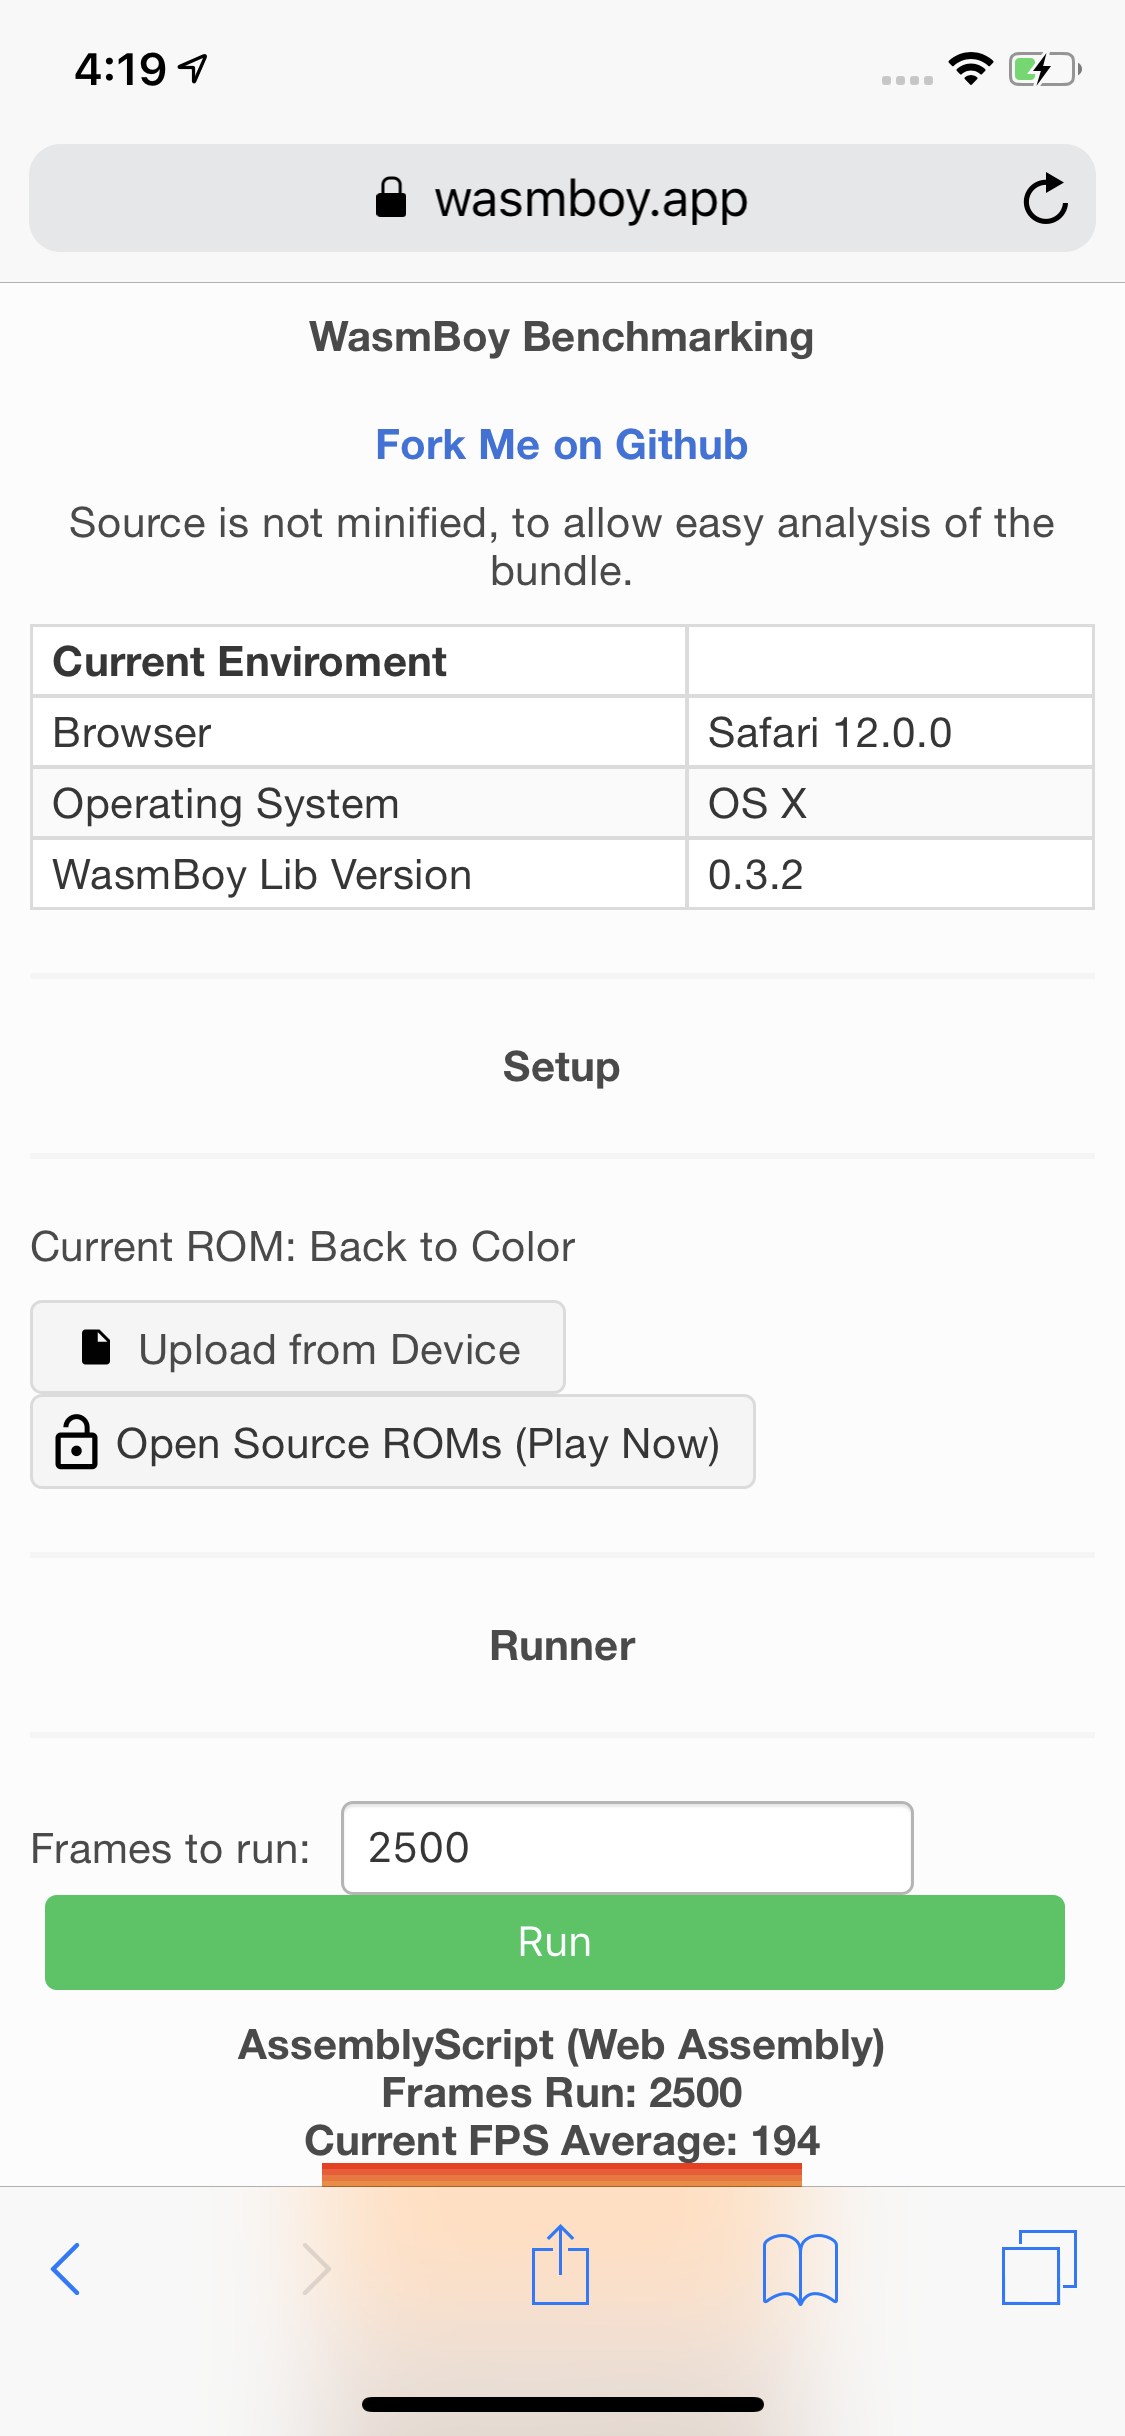 4:19
wasmboy.app
WasmBoy Benchmarking
Fork Me on Github
Source is not minified, to allow easy analysis of the
bundle.
Current Enviroment
Browser Safari 12.0.0
Operating System OS X
WasmBoy Lib Version 0.3.2
Setup
Current ROM: Back to Color
Upload from Device
Open Source ROMs (Play Now)
Runner
Frames to run: 2500
Run
AssemblyScript (Web Assembly)
Frames Run: 2500
Current FPS Average: 194